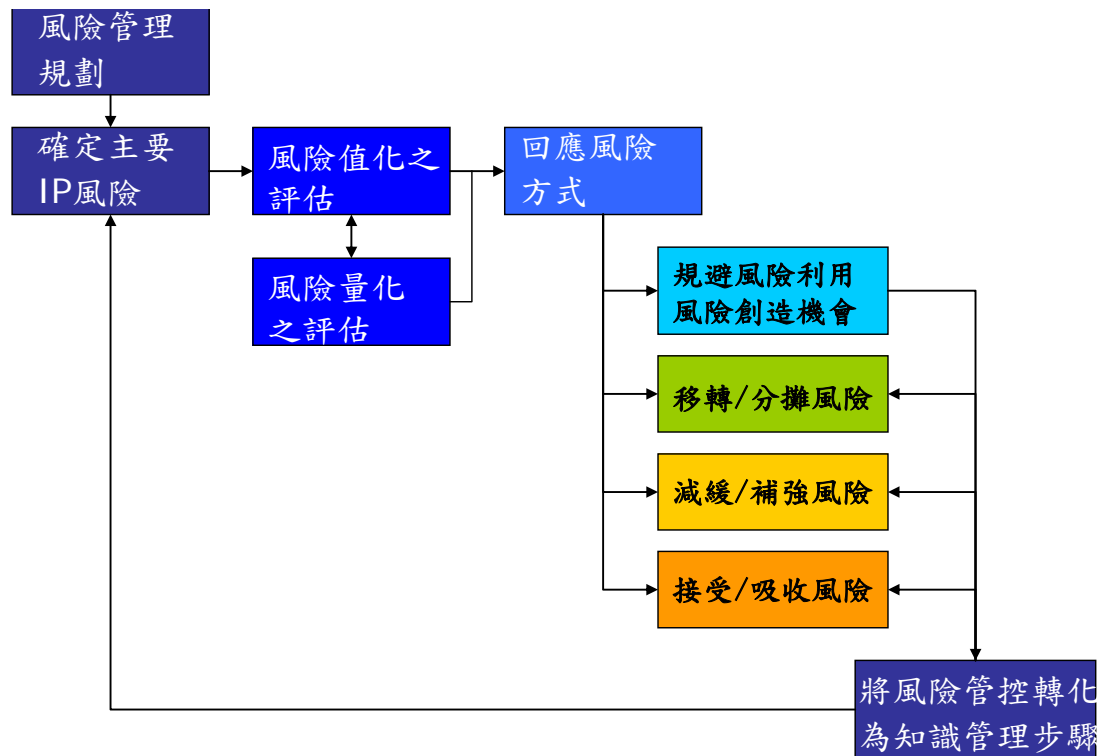 風險管理
規劃
確定主要
IP風險
風險值化之
評估
風險量化
之評估
回應風險
方式
規避風險利用
風險創造機會
移轉/分攤風險
減緩/補強風險
接受/吸收風險
將風險管控轉化
為知識管理步驟